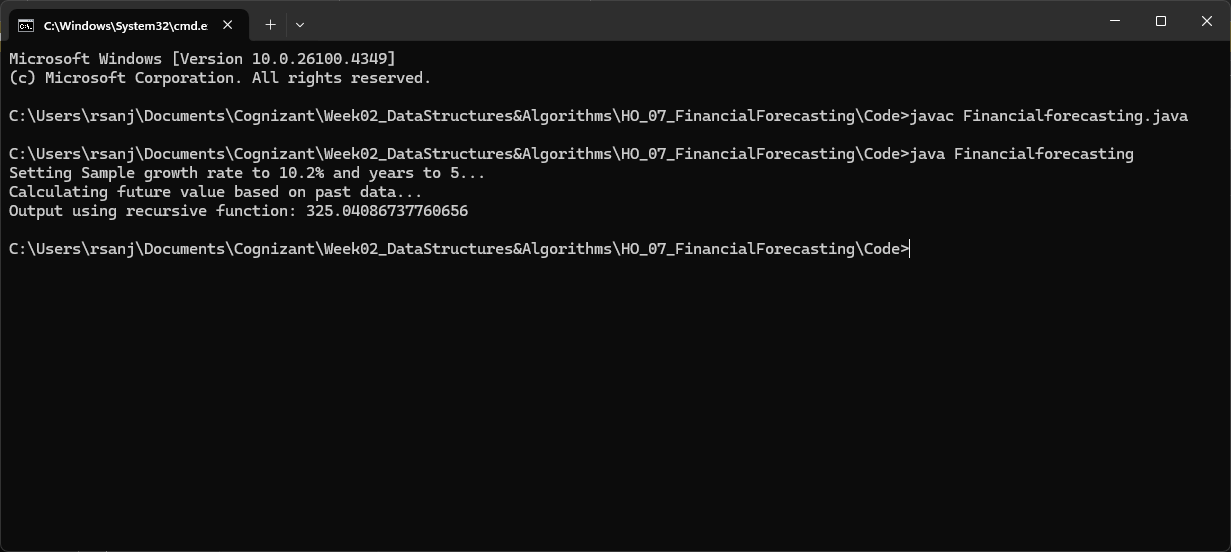 C:\Windows\System32\cmd.e
Microsoft Windows [Version 10.0.26100.4349]
(c) Microsoft Corporation. All rights reserved.
C:\Users\rsanj\Documents\Cognizant\Week02_DataStructures&Algorithms\HO_07_FinancialForecasting\Code>javac Financialforecasting.java
C:\Users\rsanj\Documents\Cognizant\Week02_DataStructures&Algorithms\HO_07_FinancialForecasting\Code>java Financialforecasting
Setting Sample growth rate to 10.2% and years to 5...
Calculating future value based on past data...
Output using recursive function: 325.04086737760656
C:\Users\rsanj\Documents\Cognizant\Week02_DataStructures&Algorithms\HO_07_FinancialForecasting\Code>